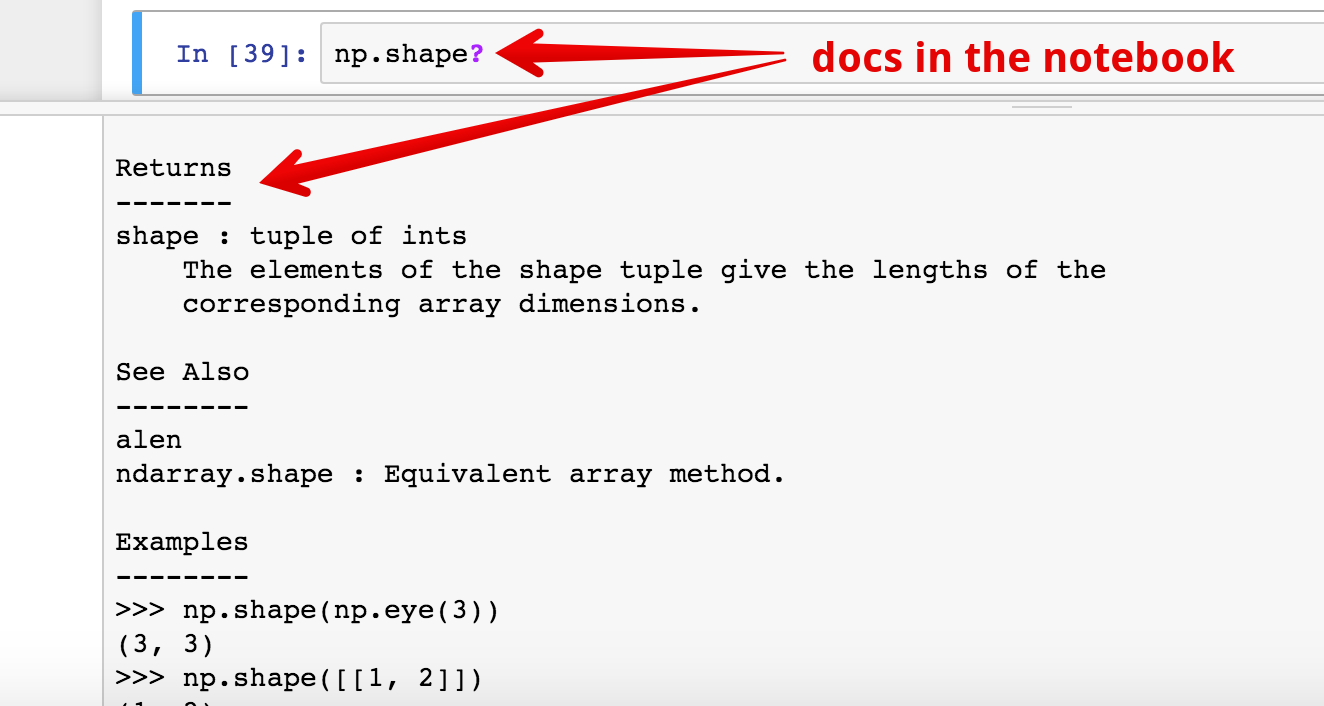 In [39]: np.shape?
docs in the notebook
Returns
-------
shape : tuple of ints
    The elements of the shape tuple give the lengths of the
    corresponding array dimensions.
See Also
--------
alen
ndarray.shape : Equivalent array method.
Examples
--------
>>> np.shape(np.eye(3))
(3, 3)
>>> np.shape([[1, 2]])